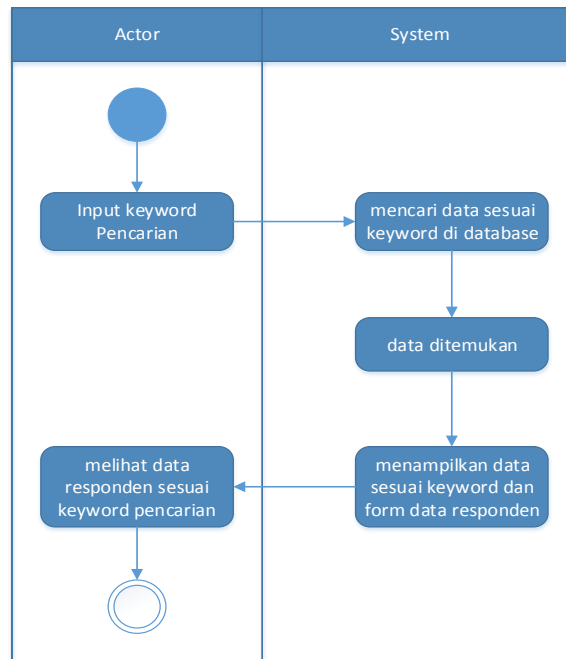 Actor
System
Input keyword
Pencarian
mencari data sesuai
keyword di database
data ditemukan
menampilkan data
sesuai keyword dan
form data responden
melihat data
responden sesuai
keyword pencarian